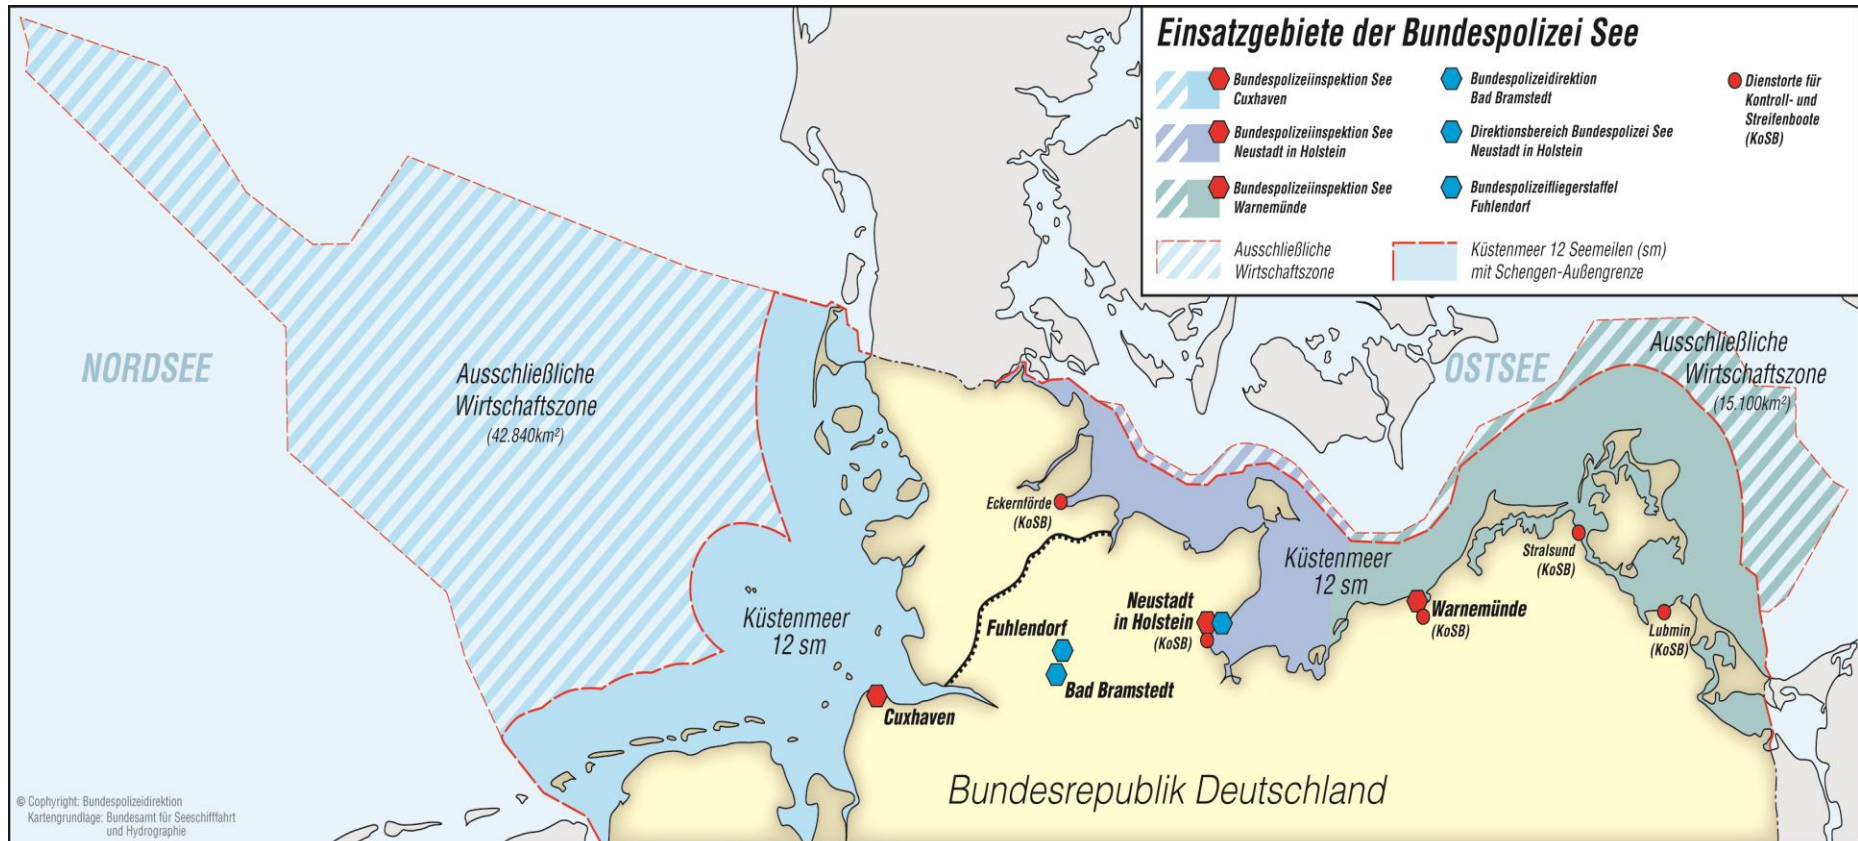 Einsatzgebiete der Bundespolizei See
Bundespolizeiinspektion See
Cuxhaven
Bundespolizeiinspektion See
Neustadt in Holstein
Bundespolizeiinspektion See
Warnemünde
Bundespolizeidirektion
Bad Bramstedt
Direktionsbereich Bundespolizei See
Neustadt in Holstein
Bundespolizeifliegerstaffel
Fuhlendorf
Dienstorte für
Kontroll- und
Streifenboote
(KoSB)
Ausschließliche
Wirtschaftszone
Küstenmeer 12 Seemeilen (sm)
mit Schengen-Außengrenze
NORDSEE
Ausschließliche
Wirtschaftszone
(42.840km²)
OSTSEE
Ausschließliche
Wirtschaftszone
(15.100km²)
Eckernförde
(KoSB)
Küstenmeer
12 sm
Stralsund
(KoSB)
Küstenmeer
12 sm
Fuhlendorf
Neustadt
in Holstein
(KoSB)
Warnemünde
(KoSB)
Lubmin
(KoSB)
Bad Bramstedt
Cuxhaven
Bundesrepublik Deutschland
© Cophyright: Bundespolizeidirektion
Kartengrundlage: Bundesamt für Seeschifffahrt
und Hydrographie